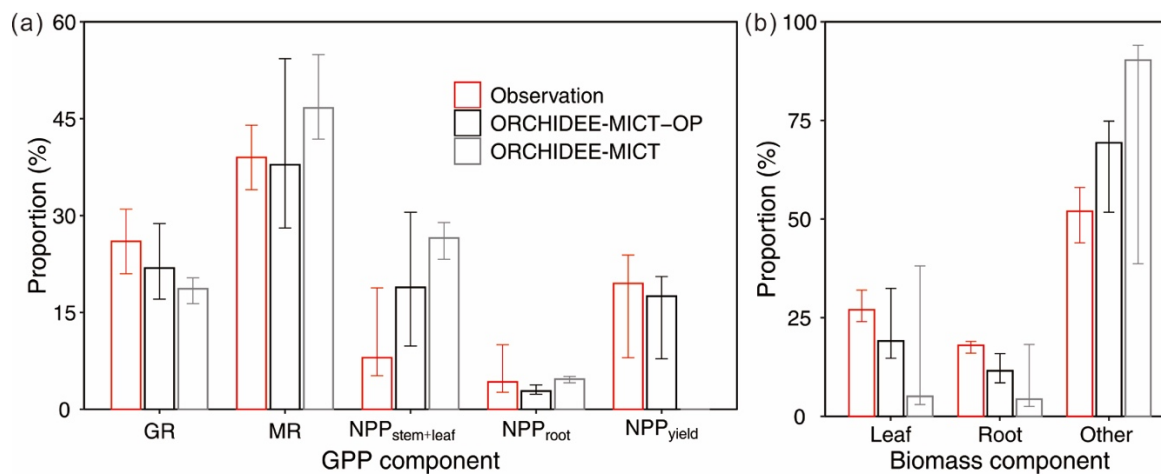 (a)
60
45
30
15
0
Proportion (%)
Observation
ORCHIDEE-MICT–OP
ORCHIDEE-MICT
GR MR NPPstem+leaf NPProot NPPyield
GPP component
(b)
100
75
50
25
0
Proportion (%)
Leaf Root Other
Biomass component